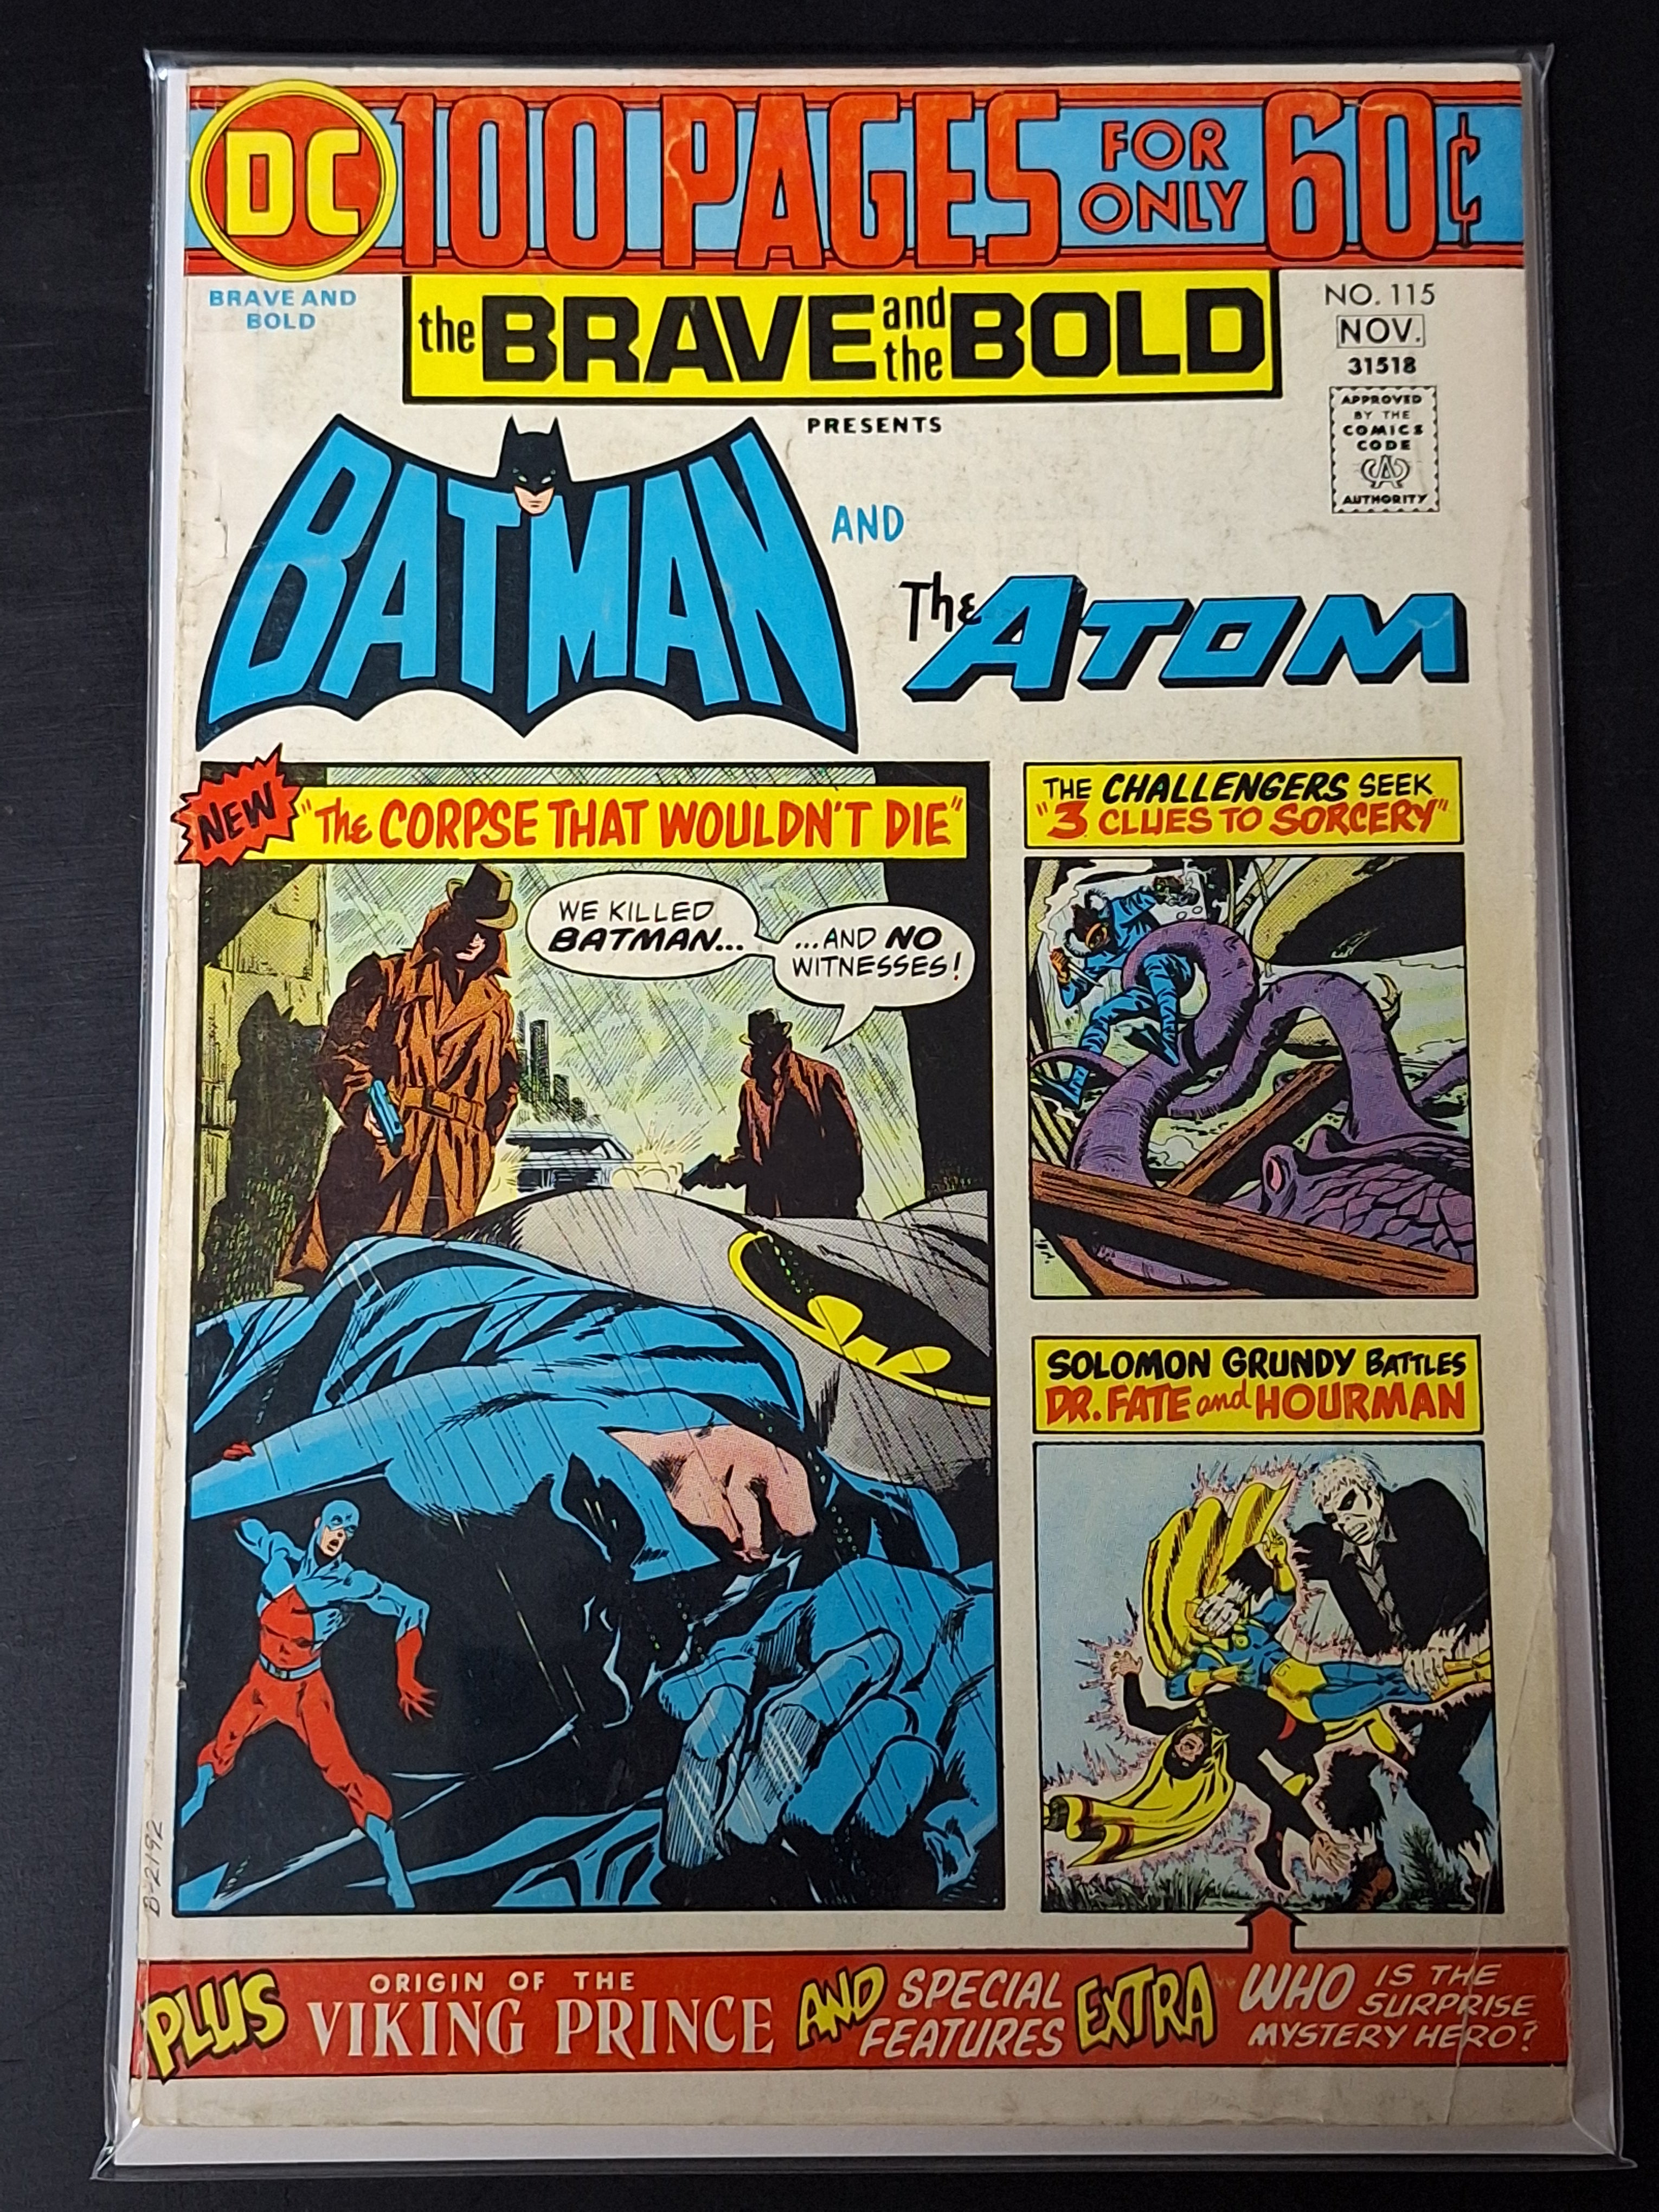 DC
100 PAGES FOR ONLY 60¢
BRAVE AND
BOLD
the BRAVE and the BOLD
NO. 115
NOV.
31518
APPROVED
BY THE
COMICS
CODE
CA
AUTHORITY
PRESENTS
BATMAN
AND
The ATOM
NEW
"The CORPSE THAT WOULDN'T DIE"
WE KILLED
BATMAN...
...AND NO
WITNESSES!
THE CHALLENGERS SEEK
"3 CLUES TO SORCERY"
SOLOMON GRUNDY BATTLES
DR. FATE and HOURMAN
B-2192
PLUS
ORIGIN OF THE
VIKING PRINCE
AND
SPECIAL
FEATURES
EXTRA
WHO IS THE
SURPRISE
MYSTERY HERO?